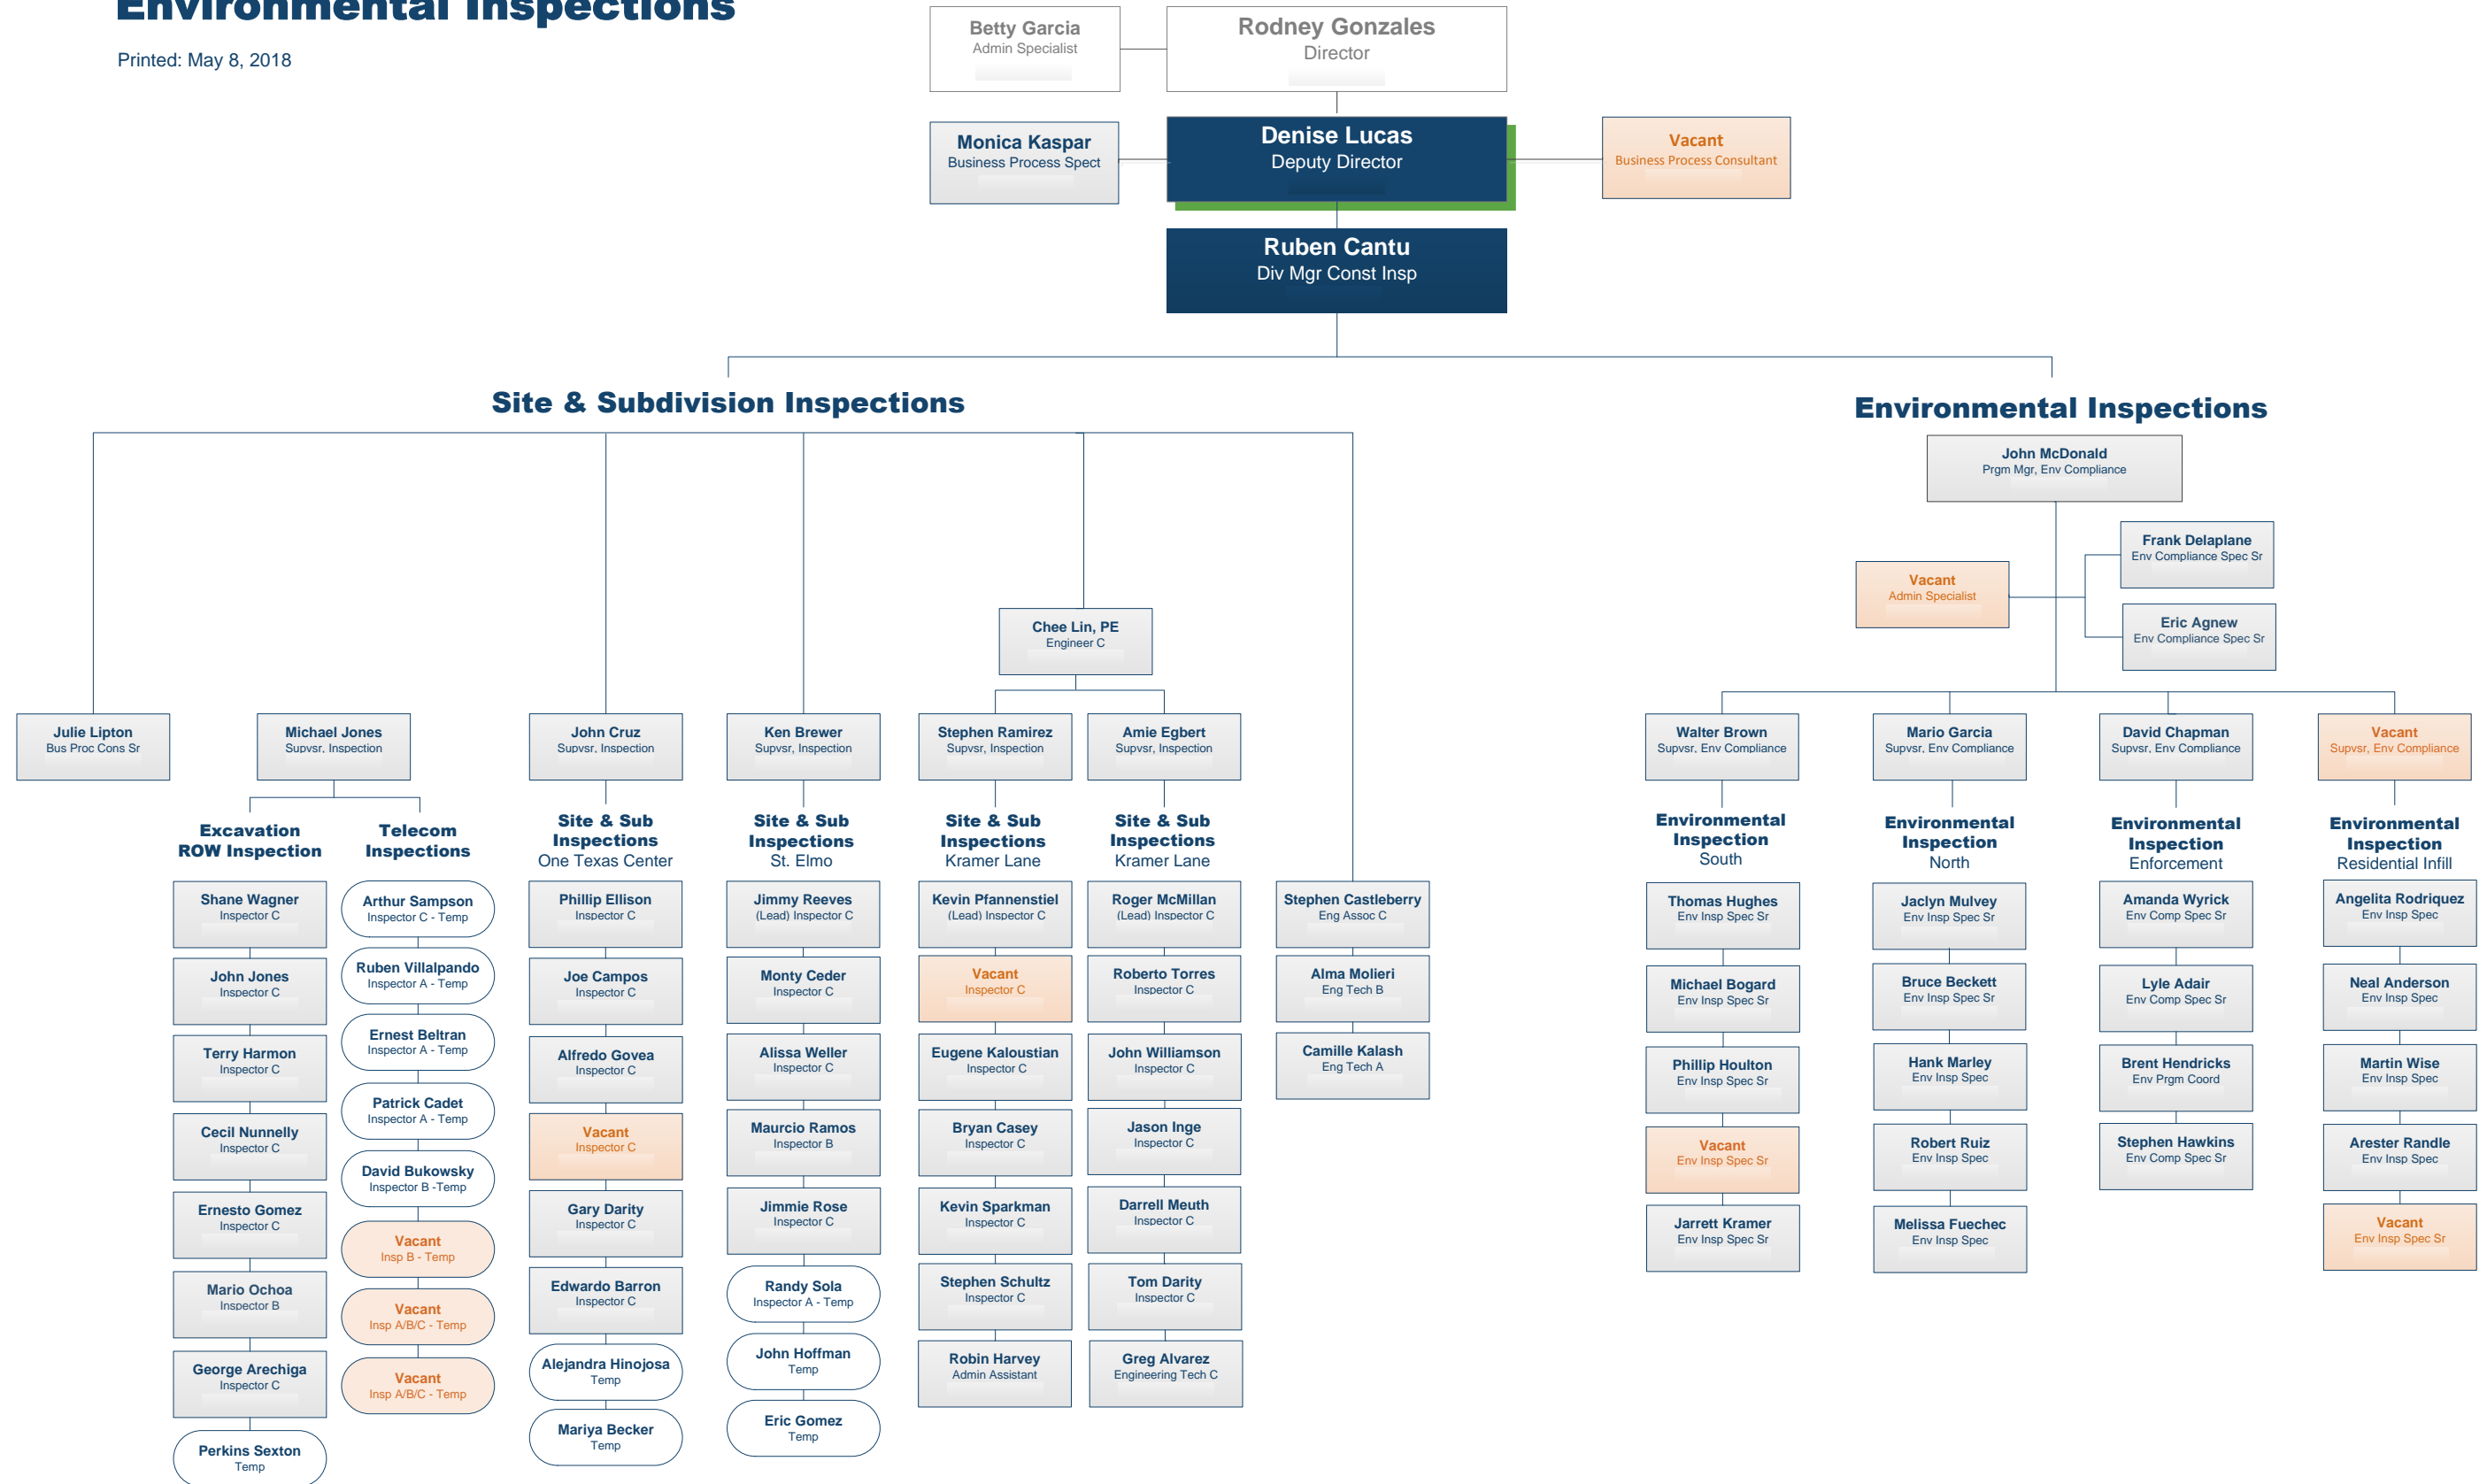 Environmental Inspections
Printed: May 8, 2018
Betty Garcia
Admin Specialist
Rodney Gonzales
Director
Monica Kaspar
Business Process Spect
Denise Lucas
Deputy Director
Vacant
Business Process Consultant
Ruben Cantu
Div Mgr Const Insp
Site & Subdivision Inspections
Chee Lin, PE
Engineer C
Julie Lipton
Bus Proc Cons Sr
Michael Jones
Supvsr, Inspection
John Cruz
Supvsr, Inspection
Ken Brewer
Supvsr, Inspection
Stephen Ramirez
Supvsr, Inspection
Amie Egbert
Supvsr, Inspection
Excavation
ROW Inspection
Shane Wagner
Inspector C
John Jones
Inspector C
Terry Harmon
Inspector C
Cecil Nunnelly
Inspector C
Ernesto Gomez
Inspector C
Mario Ochoa
Inspector B
George Arechiga
Inspector C
Perkins Sexton
Temp
Telecom
Inspections
Arthur Sampson
Inspector C - Temp
Ruben Villalpando
Inspector A - Temp
Ernest Beltran
Inspector A - Temp
Patrick Cadet
Inspector A - Temp
David Bukowsky
Inspector B -Temp
Vacant
Insp B - Temp
Vacant
Insp A/B/C - Temp
Vacant
Insp A/B/C - Temp
Site & Sub
Inspections
One Texas Center
Phillip Ellison
Inspector C
Joe Campos
Inspector C
Alfredo Govea
Inspector C
Vacant
Inspector C
Gary Darity
Inspector C
Edwardo Barron
Inspector C
Alejandra Hinojosa
Temp
Mariya Becker
Temp
Site & Sub
Inspections
St. Elmo
Jimmy Reeves
(Lead) Inspector C
Monty Ceder
Inspector C
Alissa Weller
Inspector C
Maurcio Ramos
Inspector B
Jimmie Rose
Inspector C
Randy Sola
Inspector A - Temp
John Hoffman
Temp
Eric Gomez
Temp
Site & Sub
Inspections
Kramer Lane
Kevin Pfannenstiel
(Lead) Inspector C
Vacant
Inspector C
Eugene Kaloustian
Inspector C
Bryan Casey
Inspector C
Kevin Sparkman
Inspector C
Stephen Schultz
Inspector C
Robin Harvey
Admin Assistant
Site & Sub
Inspections
Kramer Lane
Roger McMillan
(Lead) Inspector C
Roberto Torres
Inspector C
John Williamson
Inspector C
Jason Inge
Inspector C
Darrell Meuth
Inspector C
Tom Darity
Inspector C
Greg Alvarez
Engineering Tech C
Stephen Castleberry
Eng Assoc C
Alma Molieri
Eng Tech B
Camille Kalash
Eng Tech A
Environmental Inspections
John McDonald
Prgm Mgr, Env Compliance
Frank Delaplane
Env Compliance Spec Sr
Vacant
Admin Specialist
Eric Agnew
Env Compliance Spec Sr
Walter Brown
Supvsr, Env Compliance
Mario Garcia
Supvsr, Env Compliance
David Chapman
Supvsr, Env Compliance
Vacant
Supvsr, Env Compliance
Environmental
Inspection
South
Thomas Hughes
Env Insp Spec Sr
Michael Bogard
Env Insp Spec Sr
Phillip Houlton
Env Insp Spec Sr
Vacant
Env Insp Spec Sr
Jarrett Kramer
Env Insp Spec Sr
Environmental
Inspection
North
Jaclyn Mulvey
Env Insp Spec Sr
Bruce Beckett
Env Insp Spec Sr
Hank Marley
Env Insp Spec
Robert Ruiz
Env Insp Spec
Melissa Fuechec
Env Insp Spec
Environmental
Inspection
Enforcement
Amanda Wyrick
Env Comp Spec Sr
Lyle Adair
Env Comp Spec Sr
Brent Hendricks
Env Prgm Coord
Stephen Hawkins
Env Comp Spec Sr
Environmental
Inspection
Residential Infill
Angelita Rodriquez
Env Insp Spec
Neal Anderson
Env Insp Spec
Martin Wise
Env Insp Spec
Arester Randle
Env Insp Spec
Vacant
Env Insp Spec Sr